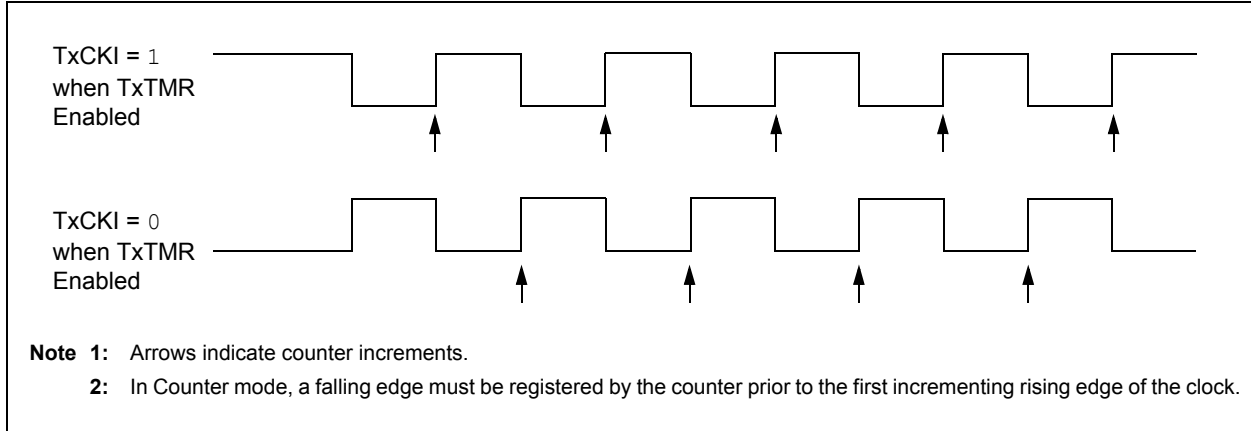 TxCKI = 1
when TxTMR
Enabled
TxCKI = 0
when TxTMR
Enabled
Note 1: Arrows indicate counter increments.
2: In Counter mode, a falling edge must be registered by the counter prior to the first incrementing rising edge of the clock.